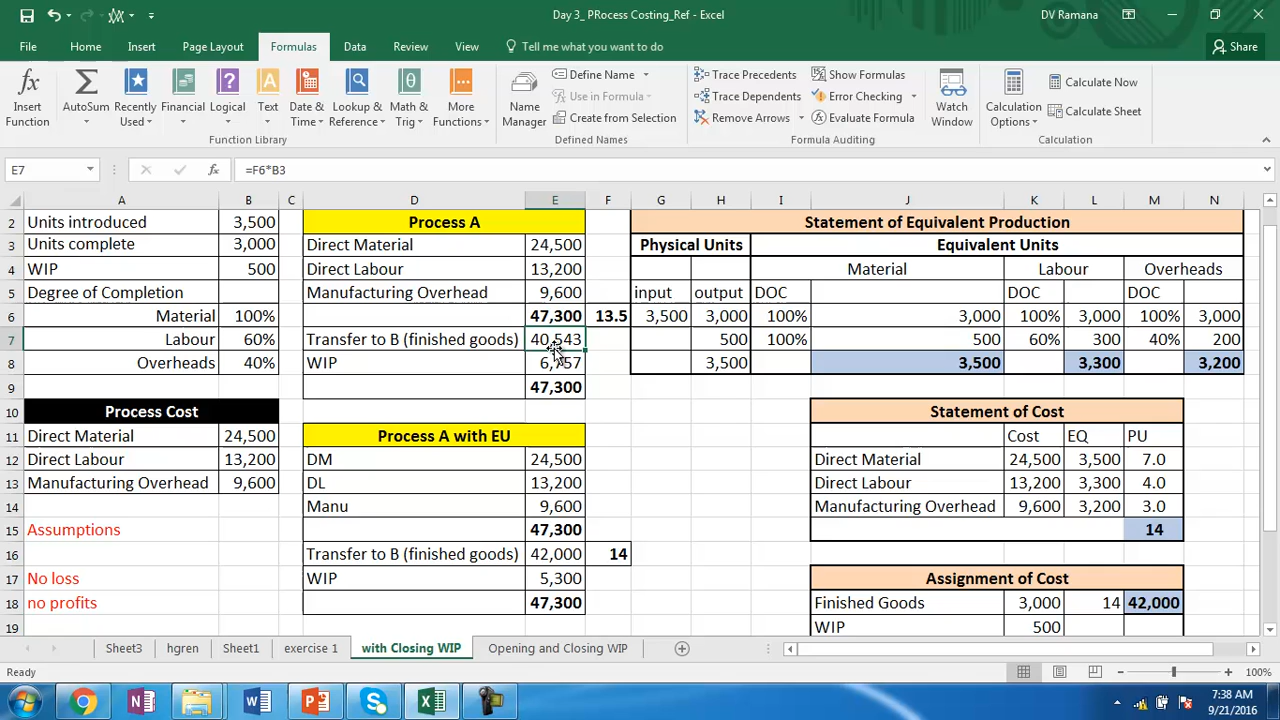 Day 3_ PRocess Costing_Ref - Excel
DV Ramana
File Home Insert Page Layout Formulas Data Review View Tell me what you want to do Share
Insert Function
AutoSum
Recently Used
Financial
Logical
Text
Date & Time
Lookup & Reference
Math & Trig
More Functions
Function Library
Name Manager
Define Name
Use in Formula
Create from Selection
Defined Names
Trace Precedents
Trace Dependents
Remove Arrows
Show Formulas
Error Checking
Evaluate Formula
Formula Auditing
Watch Window
Calculation Options
Calculate Now
Calculate Sheet
Calculation
E7 fx =F6*B3
A B C D E F G H I J K L M N
2 Units introduced 3,500 Process A Statement of Equivalent Production
3 Units complete 3,000 Direct Material 24,500 Physical Units Equivalent Units
4 WIP 500 Direct Labour 13,200 Material Labour Overheads
5 Degree of Completion Manufacturing Overhead 9,600 input output DOC DOC DOC
6 Material 100% 47,300 13.5 3,500 3,000 100% 3,000 100% 3,000 100% 3,000
7 Labour 60% Transfer to B (finished goods) 40,543 500 100% 500 60% 300 40% 200
8 Overheads 40% WIP 6,757 3,500 3,500 3,300 3,200
9 47,300
10 Process Cost Statement of Cost
11 Direct Material 24,500 Process A with EU Cost EQ PU
12 Direct Labour 13,200 DM 24,500 Direct Material 24,500 3,500 7.0
13 Manufacturing Overhead 9,600 DL 13,200 Direct Labour 13,200 3,300 4.0
14 Manu 9,600 Manufacturing Overhead 9,600 3,200 3.0
15 Assumptions 47,300 14
16 Transfer to B (finished goods) 42,000 14
17 No loss WIP 5,300 Assignment of Cost
18 no profits 47,300 Finished Goods 3,000 14 42,000
19 WIP 500
Sheet3 hgren Sheet1 exercise 1 with Closing WIP Opening and Closing WIP
Ready 100%
7:38 AM
9/21/2016